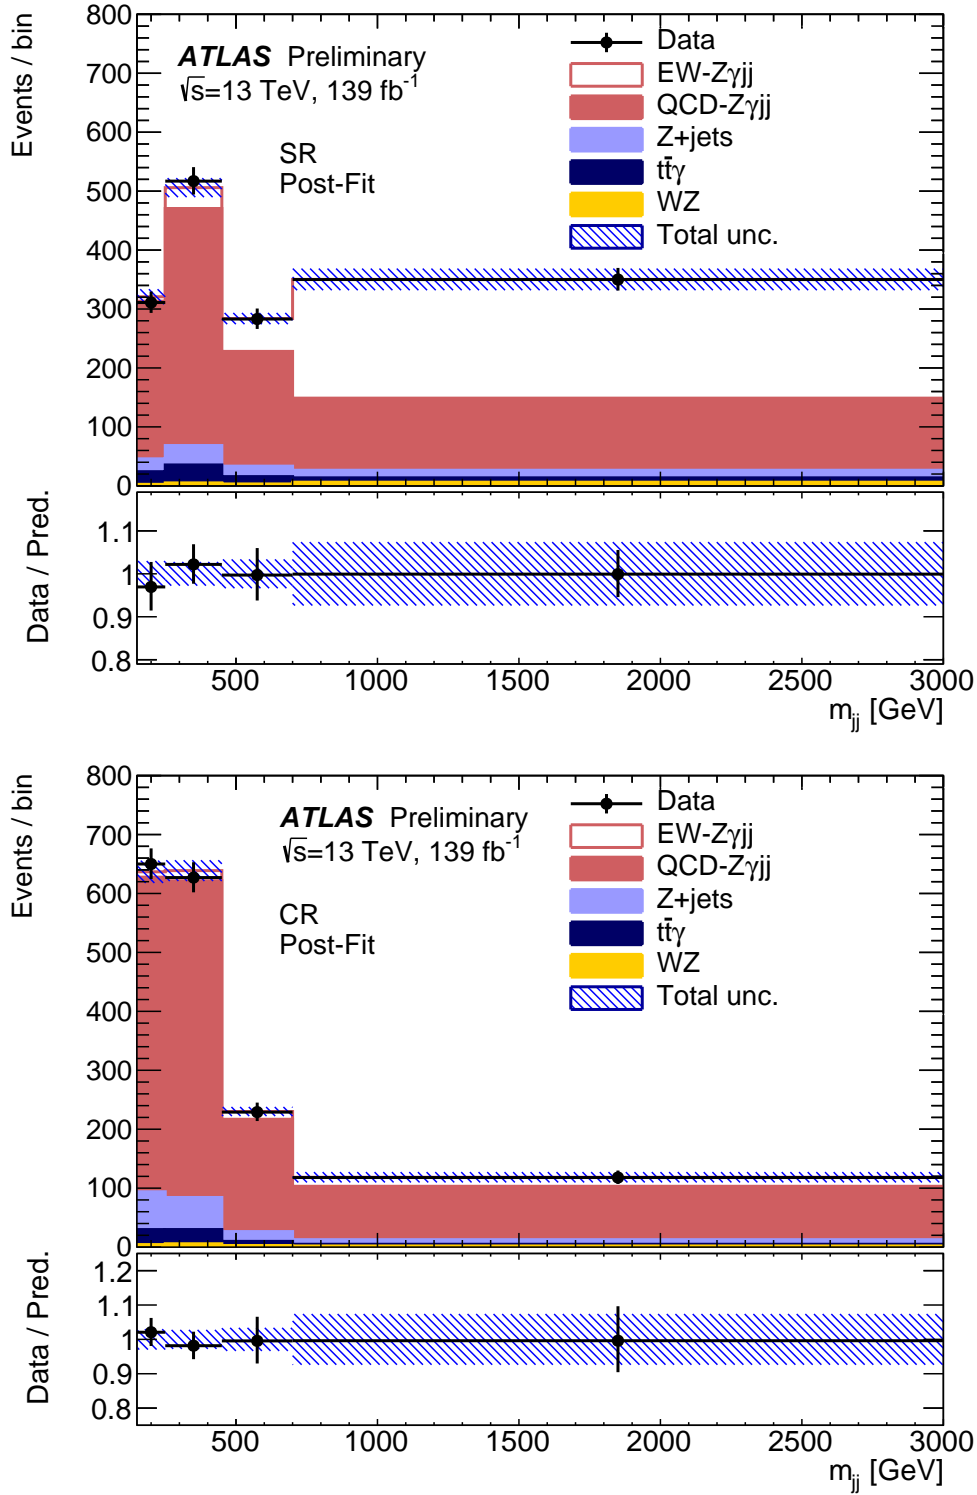 Events / bin
800
700
600
500
400
300
200
100
0
ATLAS Preliminary
√s=13 TeV, 139 fb⁻¹
SR
Post-Fit
Data
EW-Zγjj
QCD-Zγjj
Z+jets
tt̄γ
WZ
Total unc.
Data / Pred.
1.1
1
0.9
0.8
500 1000 1500 2000 2500 3000
m_jj [GeV]
Events / bin
800
700
600
500
400
300
200
100
0
ATLAS Preliminary
√s=13 TeV, 139 fb⁻¹
CR
Post-Fit
Data
EW-Zγjj
QCD-Zγjj
Z+jets
tt̄γ
WZ
Total unc.
Data / Pred.
1.2
1.1
1
0.9
0.8
500 1000 1500 2000 2500 3000
m_jj [GeV]